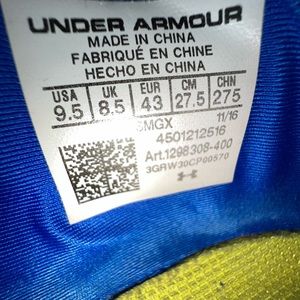 UNDER ARMOUR
MADE IN CHINA
FABRIQUÉ EN CHINE
HECHO EN CHINA
USA UK EUR CM CHN
9.5 8.5 43 27.5 275
MGX 11/16
4501212516
Art.1298308-400
3GRW30CP00570